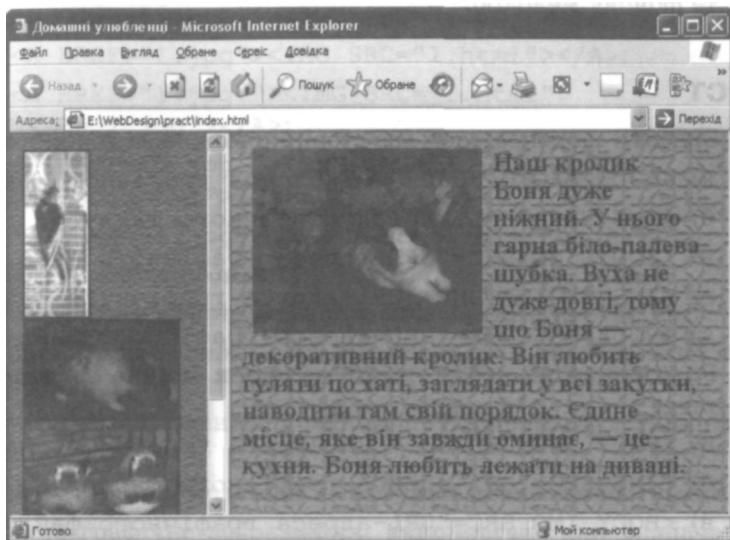 Домашні улюбленці - Microsoft Internet Explorer
Файл Правка Вигляд Обране Сервіс Довідка
Назад Пошук Обране
Адреса: E:\WebDesign\pract\index.html Перехід
Наш кролик
Боня дуже
ніжний. У нього
гарна біло-палева
шубка. Вуха не
дуже довгі, тому
що Боня —
декоративний кролик. Він любить
гуляти по хаті, заглядати у всі закутки,
наводити там свій порядок. Єдине
місце, яке він завжди оминає, — це
кухня. Боня любить лежати на дивані.
Готово Мой компьютер